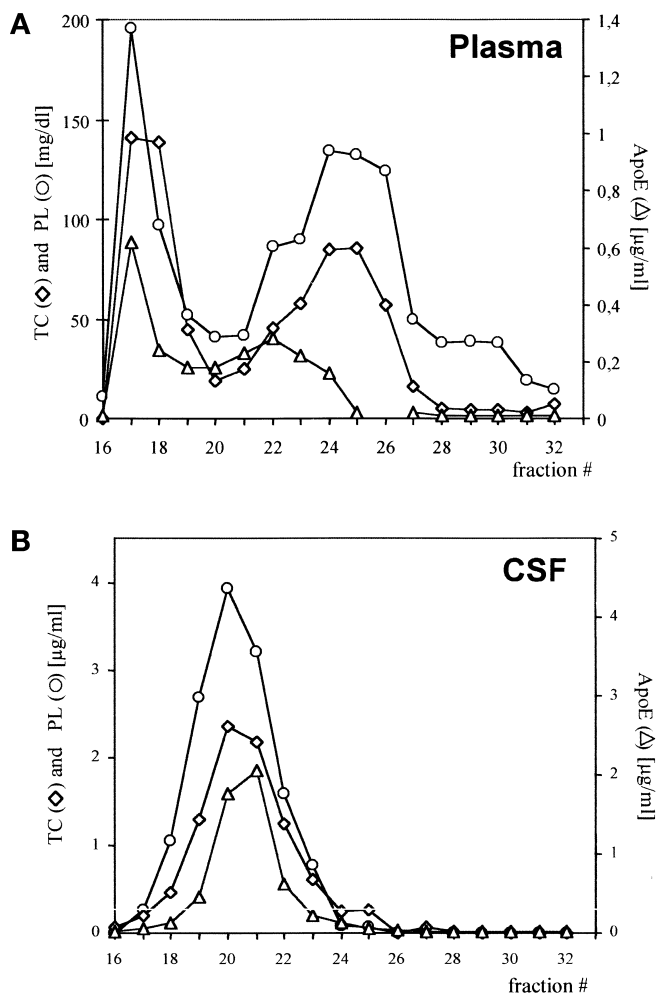 A
Plasma
200
150
100
50
0
TC (◇) and PL (○) [mg/dl]
1,4
1,2
1
0,8
0,6
0,4
0,2
0
ApoE (△) [µg/ml]
16 18 20 22 24 26 28 30 32
fraction #
B
CSF
4
3
2
1
0
TC (◇) and PL (○) [µg/ml]
5
4
3
2
1
0
ApoE (△) [µg/ml]
16 18 20 22 24 26 28 30 32
fraction #